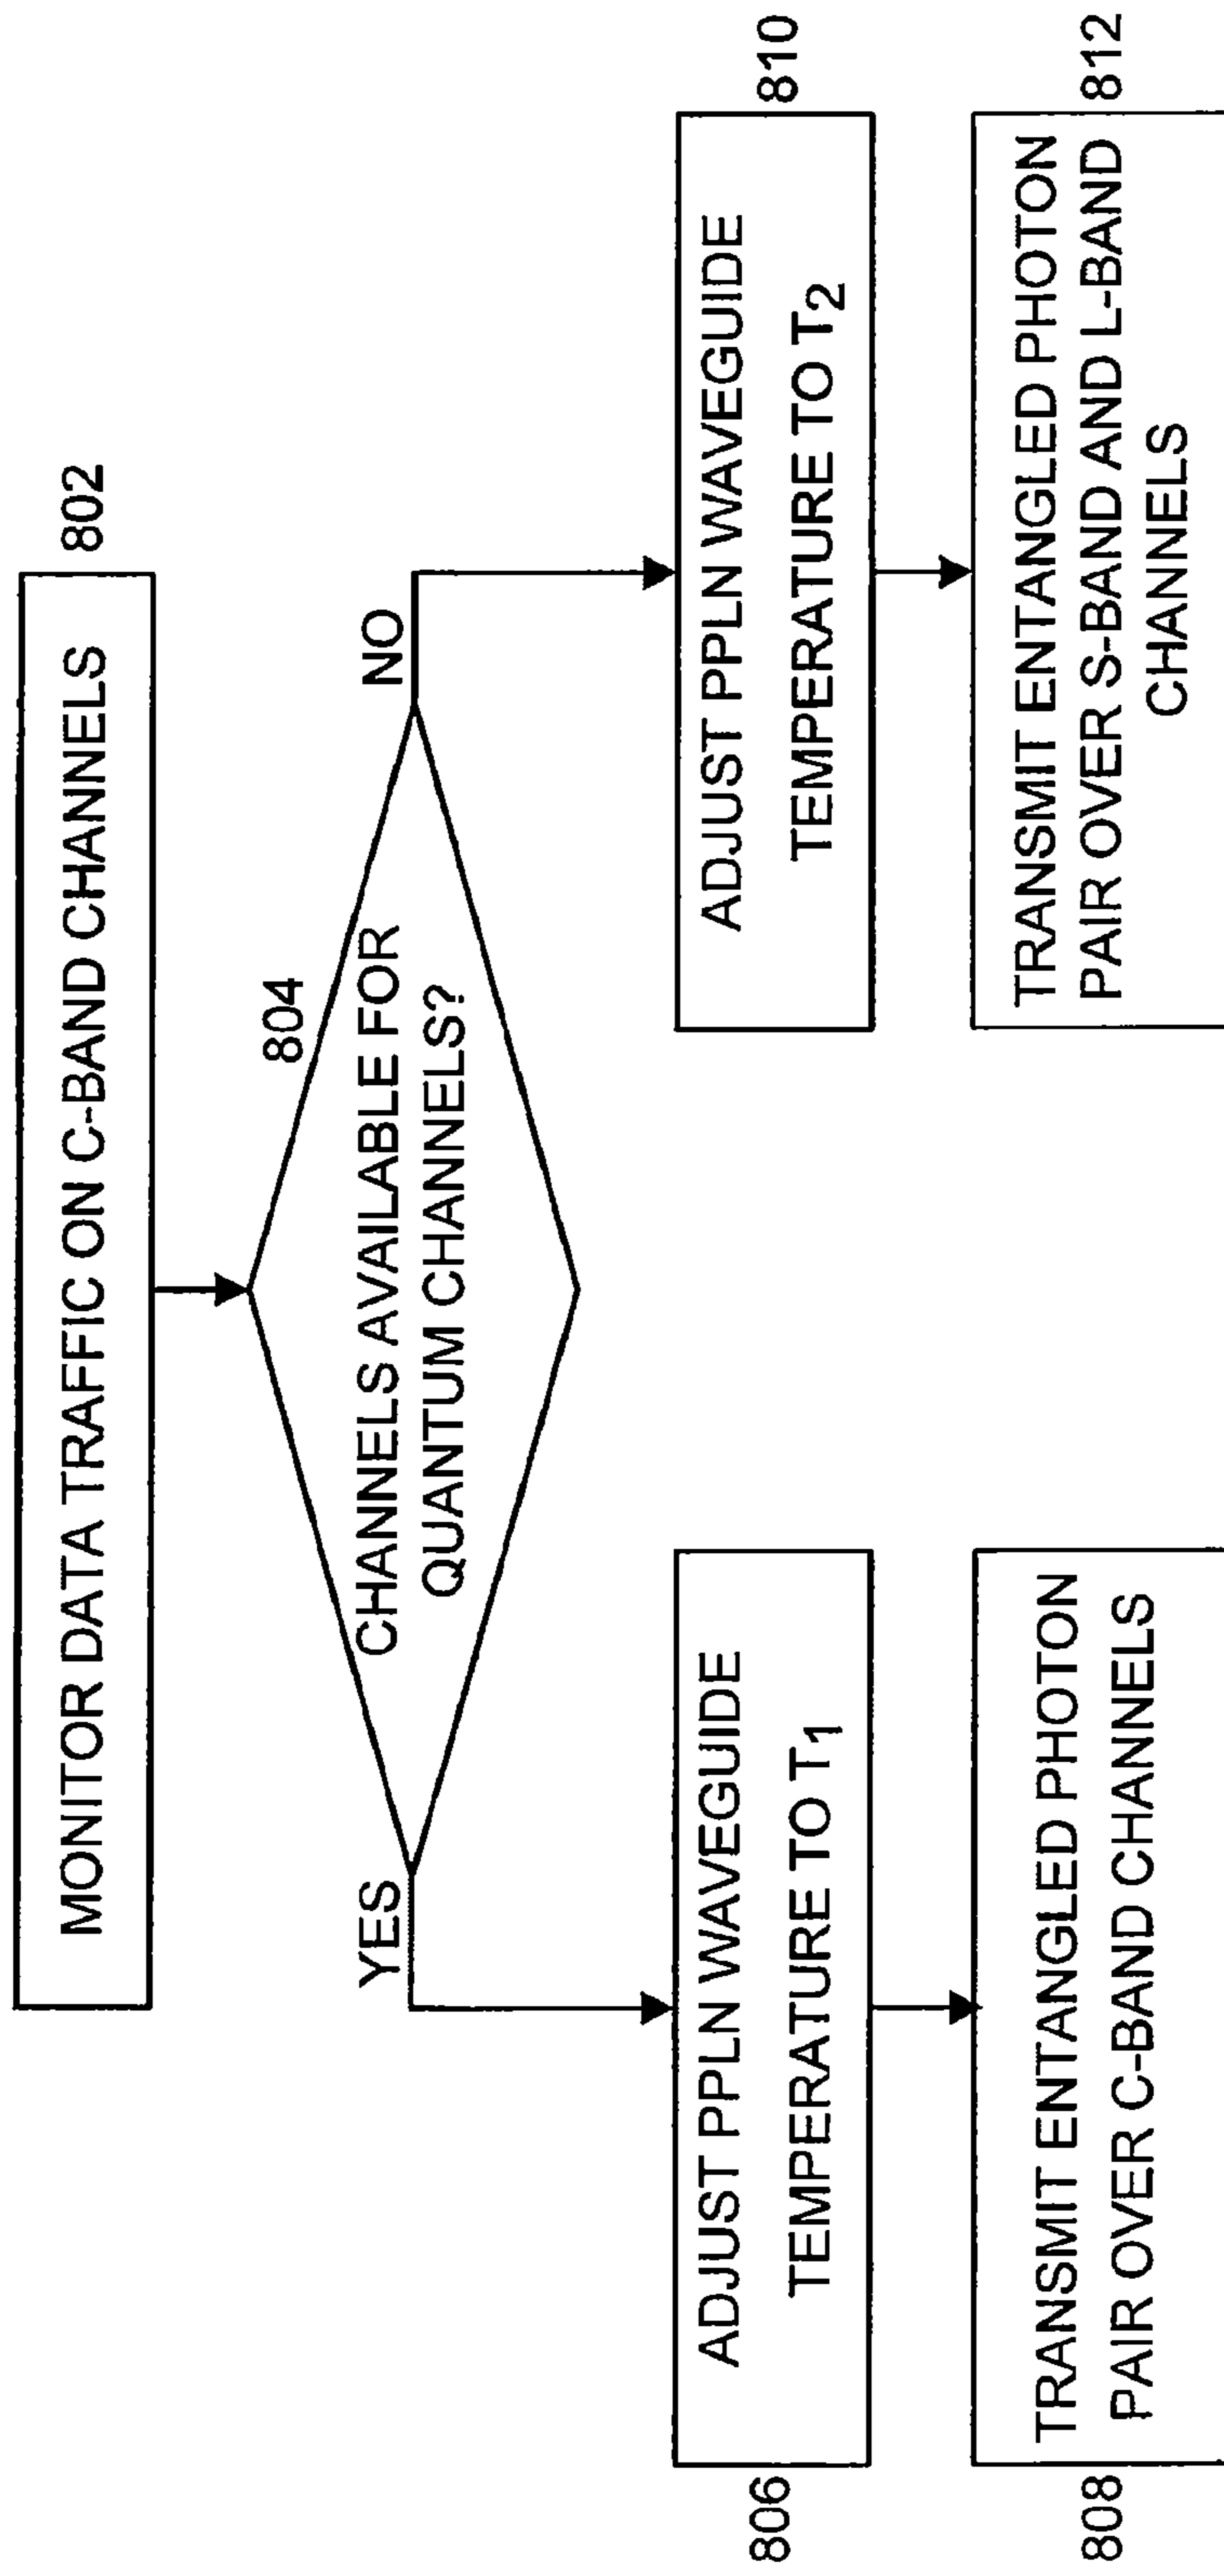 MONITOR DATA TRAFFIC ON C-BAND CHANNELS
802
804
CHANNELS AVAILABLE FOR
QUANTUM CHANNELS?
YES
NO
806
ADJUST PPLN WAVEGUIDE
TEMPERATURE TO T1
ADJUST PPLN WAVEGUIDE
TEMPERATURE TO T2
810
808
TRANSMIT ENTANGLED PHOTON
PAIR OVER C-BAND CHANNELS
TRANSMIT ENTANGLED PHOTON
PAIR OVER S-BAND AND L-BAND
CHANNELS
812